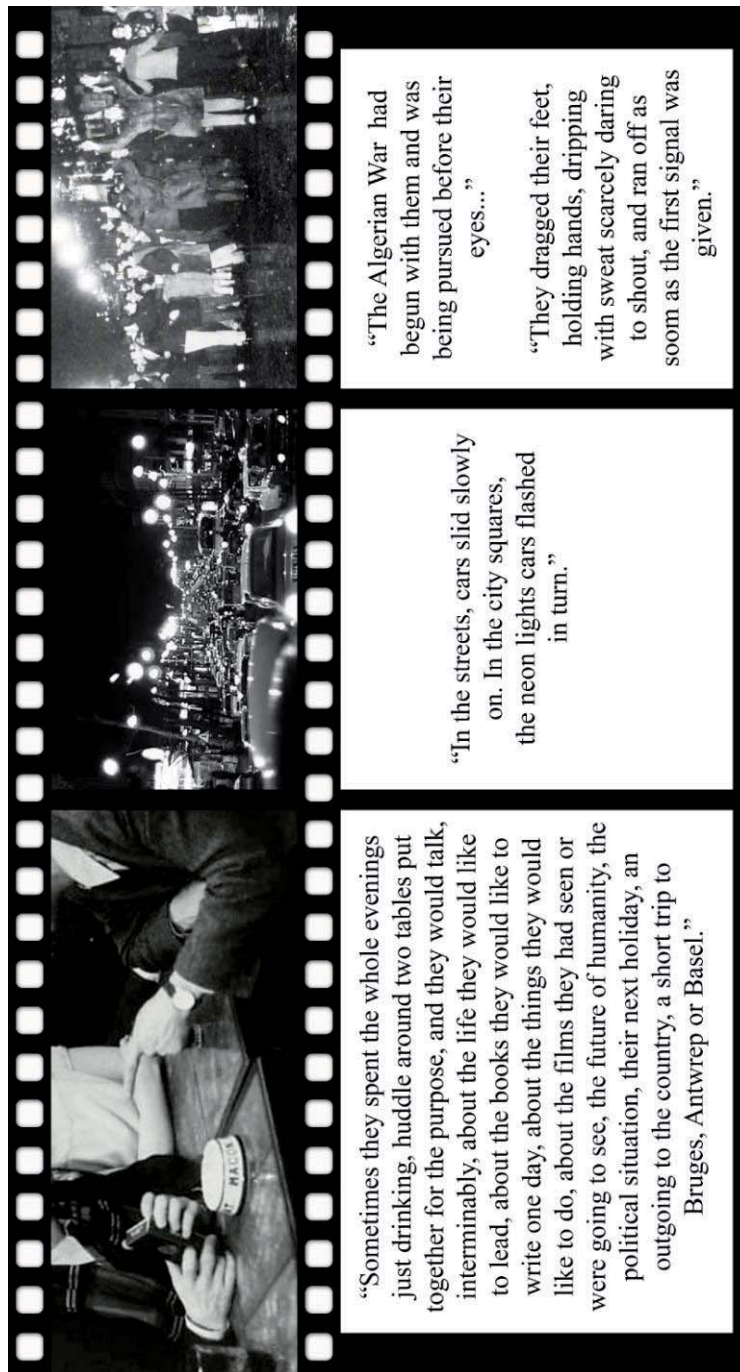 T MACON
“Sometimes they spent the whole evenings
just drinking, huddle around two tables put
together for the purpose, and they would talk,
interminably, about the life they would like
to lead, about the books they would like to
write one day, about the things they would
like to do, about the films they had seen or
were going to see, the future of humanity, the
political situation, their next holiday, an
outgoing to the country, a short trip to
Bruges, Antwrep or Basel.”
“In the streets, cars slid slowly
on. In the city squares,
the neon lights cars flashed
in turn.”
“The Algerian War had
begun with them and was
being pursued before their
eyes...”
“They dragged their feet,
holding hands, dripping
with sweat scarcely daring
to shout, and ran off as
soom as the first signal was
given.”